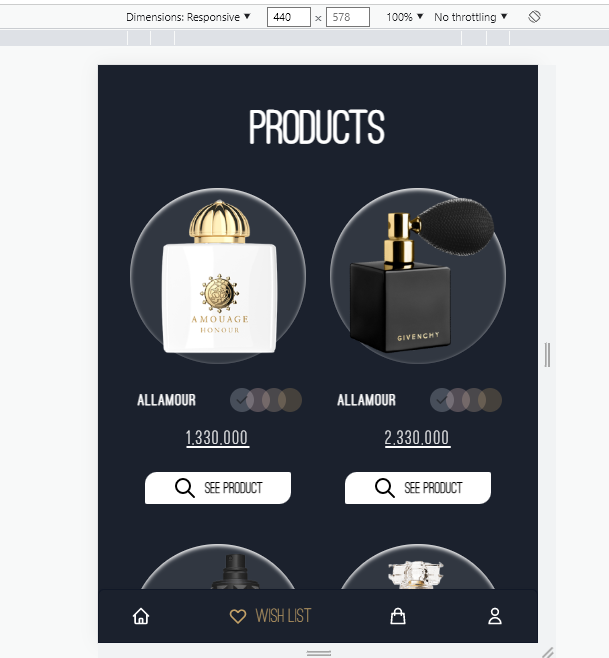 Dimensions: Responsive ▼ 440 × 578 100% ▼ No throttling ▼
PRODUCTS
AMOUAGE
HONOUR
GIVENCHY
ALLAMOUR
ALLAMOUR
1,330,000
2,330,000
SEE PRODUCT
SEE PRODUCT
WISH LIST